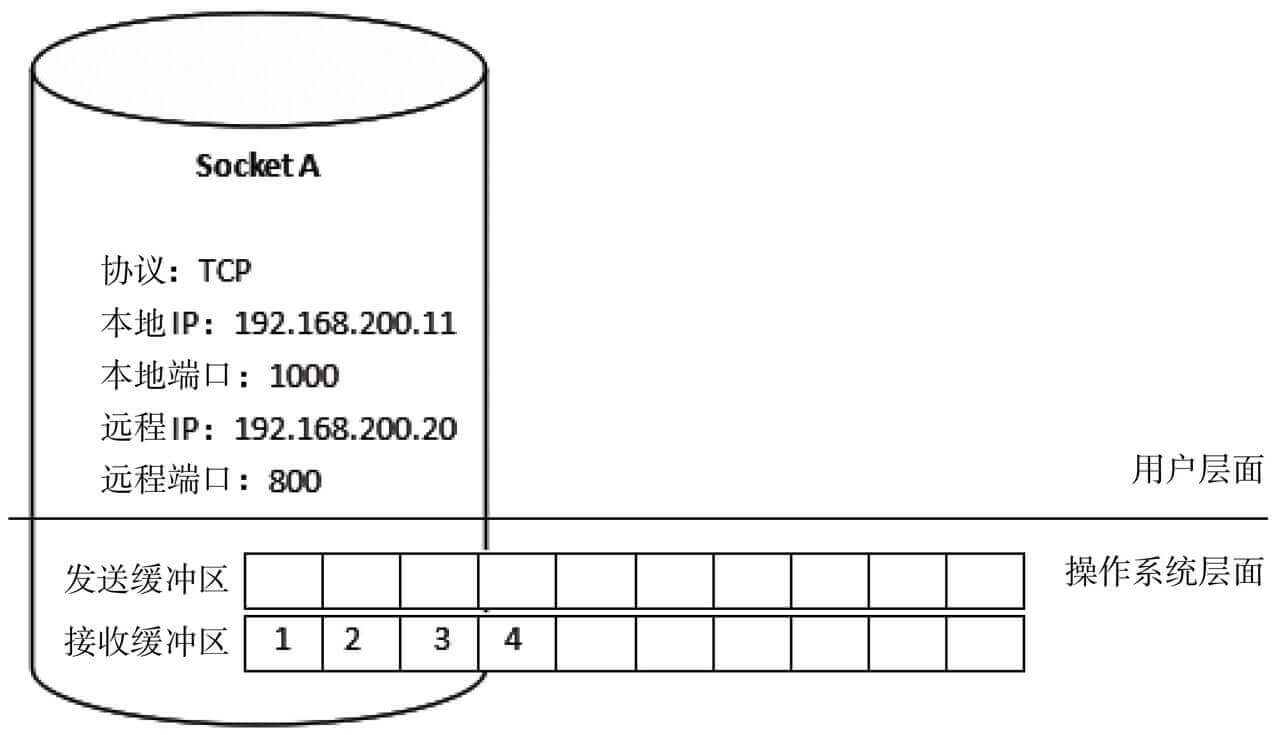 Socket A
协议：TCP
本地IP：192.168.200.11
本地端口：1000
远程IP：192.168.200.20
远程端口：800
用户层面
操作系统层面
发送缓冲区
接收缓冲区 1 2 3 4